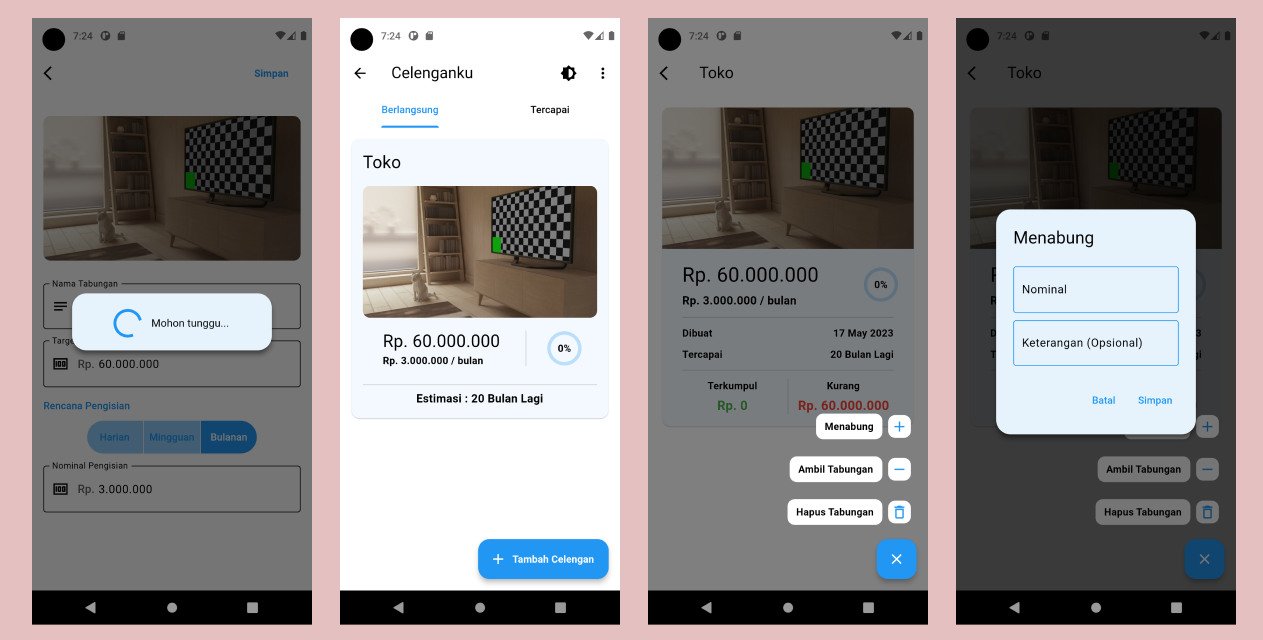 7:24
Simpan
Nama Tabungan
Mohon tunggu...
Targe
Rp. 60.000.000
Rencana Pengisian
Harian Mingguan Bulanan
Nominal Pengisian
Rp. 3.000.000
7:24
Celenganku
Berlangsung Tercapai
Toko
Rp. 60.000.000
Rp. 3.000.000 / bulan
0%
Estimasi : 20 Bulan Lagi
+ Tambah Celengan
7:24
Toko
Rp. 60.000.000
Rp. 3.000.000 / bulan
0%
Dibuat 17 May 2023
Tercapai 20 Bulan Lagi
Terkumpul Kurang
Rp. 0 Rp. 60.000.000
Menabung
Ambil Tabungan
Hapus Tabungan
7:24
Toko
Menabung
Nominal
Keterangan (Opsional)
Batal Simpan
Ambil Tabungan
Hapus Tabungan